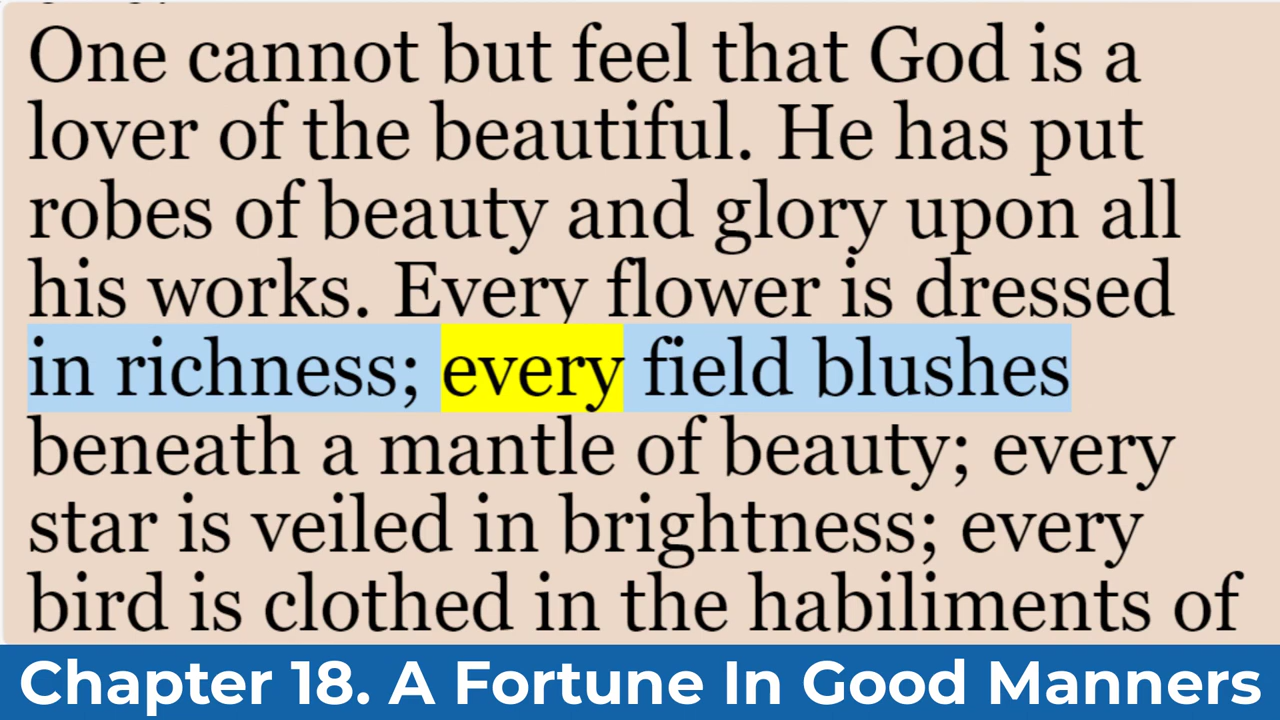 One cannot but feel that God is a
lover of the beautiful. He has put
robes of beauty and glory upon all
his works. Every flower is dressed
in richness; every field blushes
beneath a mantle of beauty; every
star is veiled in brightness; every
bird is clothed in the habiliments of
Chapter 18. A Fortune In Good Manners